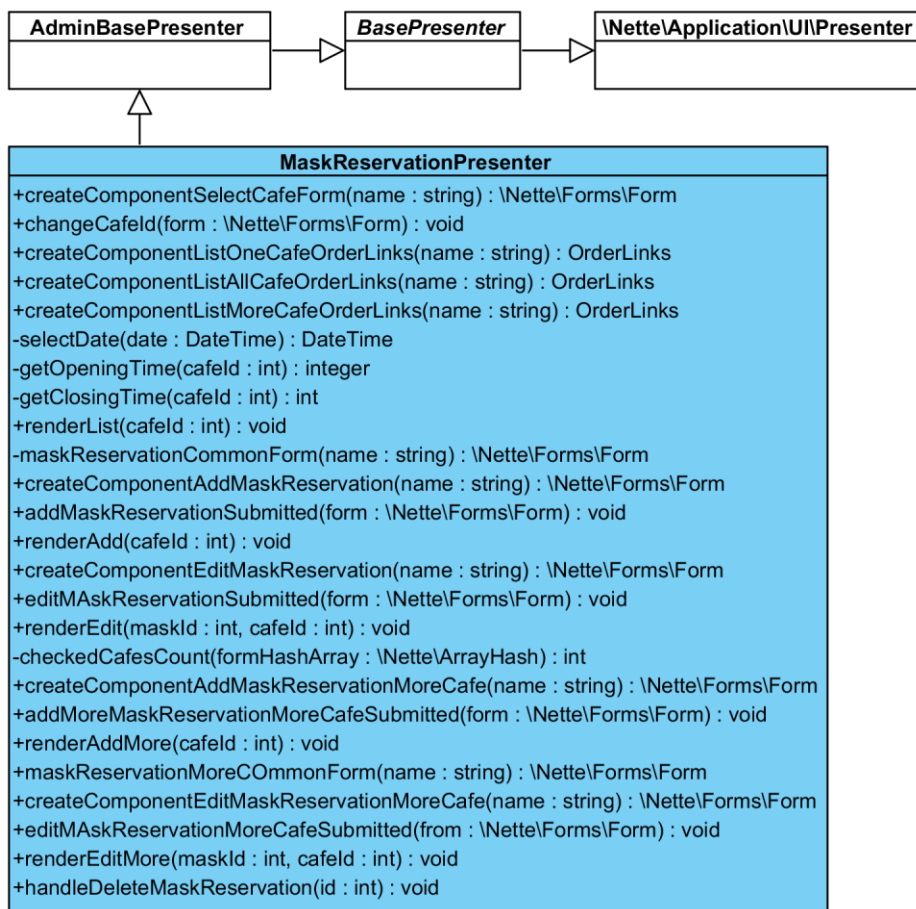 AdminBasePresenter
BasePresenter
\Nette\Application\UI\Presenter
MaskReservationPresenter
+createComponentSelectCafeForm(name : string) : \Nette\Forms\Form
+changeCafeId(form : \Nette\Forms\Form) : void
+createComponentListOneCafeOrderLinks(name : string) : OrderLinks
+createComponentListAllCafeOrderLinks(name : string) : OrderLinks
+createComponentListMoreCafeOrderLinks(name : string) : OrderLinks
-selectDate(date : DateTime) : DateTime
-getOpeningTime(cafeId : int) : integer
-getClosingTime(cafeId : int) : int
+renderList(cafeId : int) : void
-maskReservationCommonForm(name : string) : \Nette\Forms\Form
+createComponentAddMaskReservation(name : string) : \Nette\Forms\Form
+addMaskReservationSubmitted(form : \Nette\Forms\Form) : void
+renderAdd(cafeId : int) : void
+createComponentEditMaskReservation(name : string) : \Nette\Forms\Form
+editMAskReservationSubmitted(form : \Nette\Forms\Form) : void
+renderEdit(maskId : int, cafeId : int) : void
-checkedCafesCount(formHashArray : \Nette\ArrayHash) : int
+createComponentAddMaskReservationMoreCafe(name : string) : \Nette\Forms\Form
+addMoreMaskReservationMoreCafeSubmitted(form : \Nette\Forms\Form) : void
+renderAddMore(cafeId : int) : void
+maskReservationMoreCOmmonForm(name : string) : \Nette\Forms\Form
+createComponentEditMaskReservationMoreCafe(name : string) : \Nette\Forms\Form
+editMAskReservationMoreCafeSubmitted(from : \Nette\Forms\Form) : void
+renderEditMore(maskId : int, cafeId : int) : void
+handleDeleteMaskReservation(id : int) : void